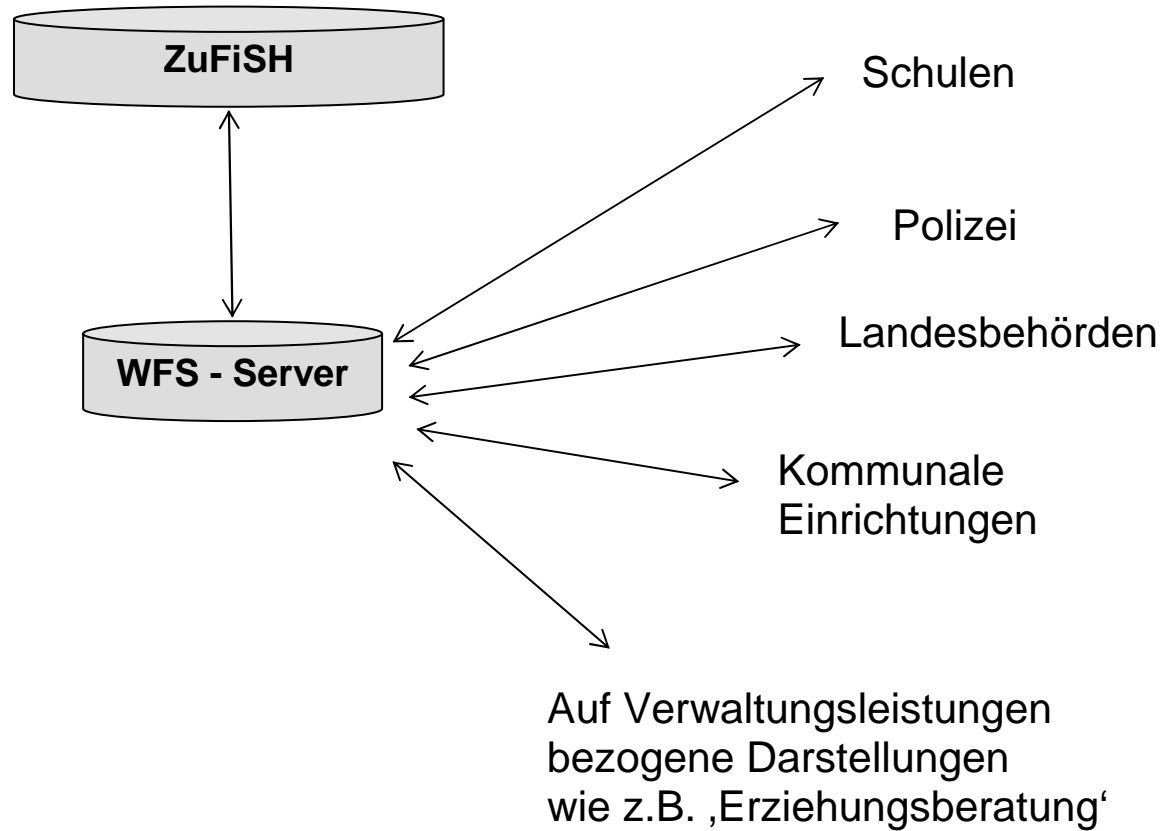 ZuFiSH
Schulen
Polizei
Landesbehörden
WFS - Server
Kommunale
Einrichtungen
Auf Verwaltungsleistungen
bezogene Darstellungen
wie z.B. ‚Erziehungsberatung‘